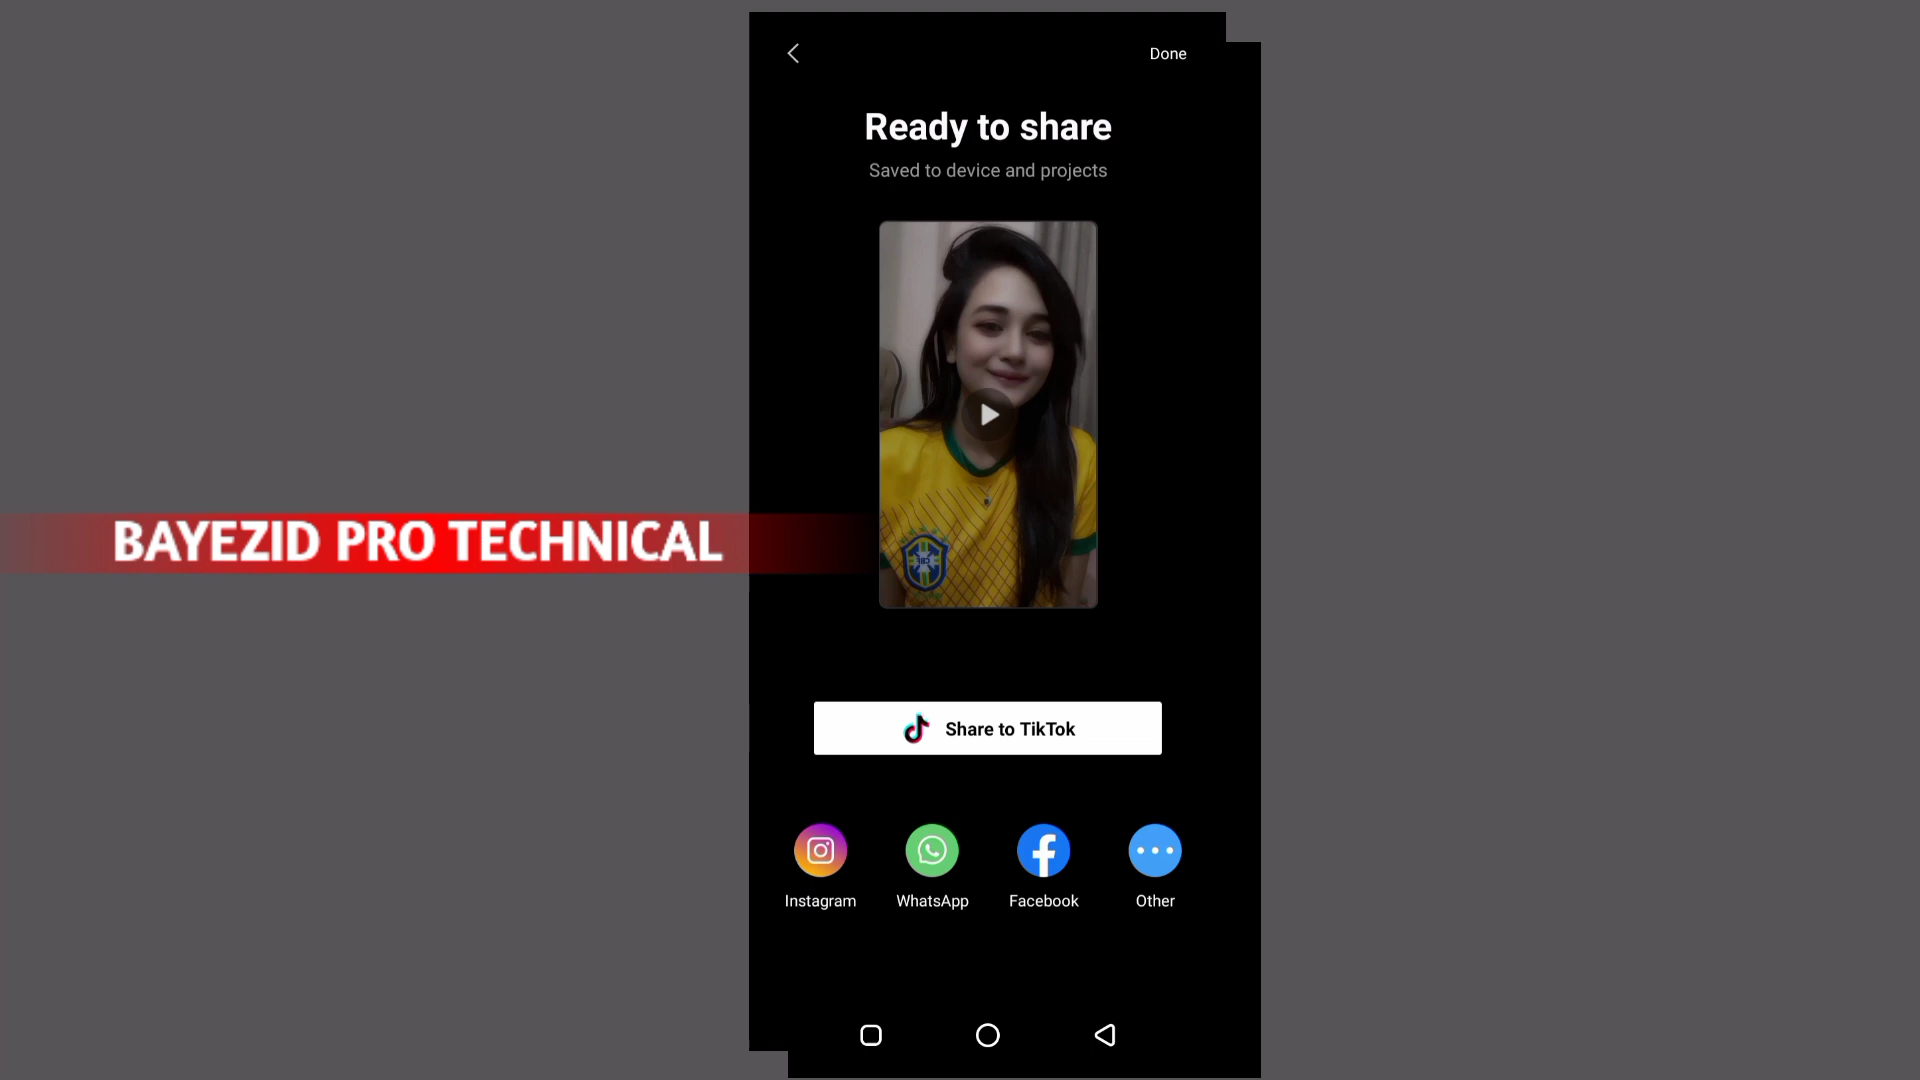 Done
Ready to share
Saved to device and projects
BAYEZID PRO TECHNICAL
Share to TikTok
Instagram
WhatsApp
Facebook
Other